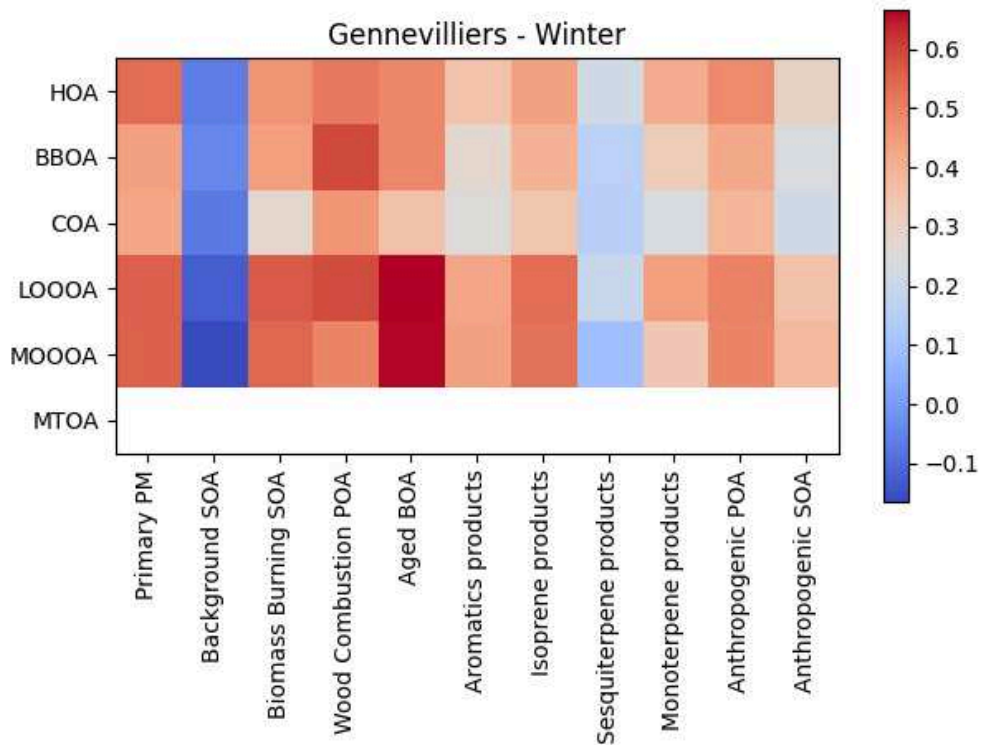 Gennevilliers - Winter
HOA
BBOA
COA
LOOOA
MOOOA
MTOA
Primary PM
Background SOA
Biomass Burning SOA
Wood Combustion POA
Aged BOA
Aromatics products
Isoprene products
Sesquiterpene products
Monoterpene products
Anthropogenic POA
Anthropogenic SOA
0.6
0.5
0.4
0.3
0.2
0.1
0.0
−0.1